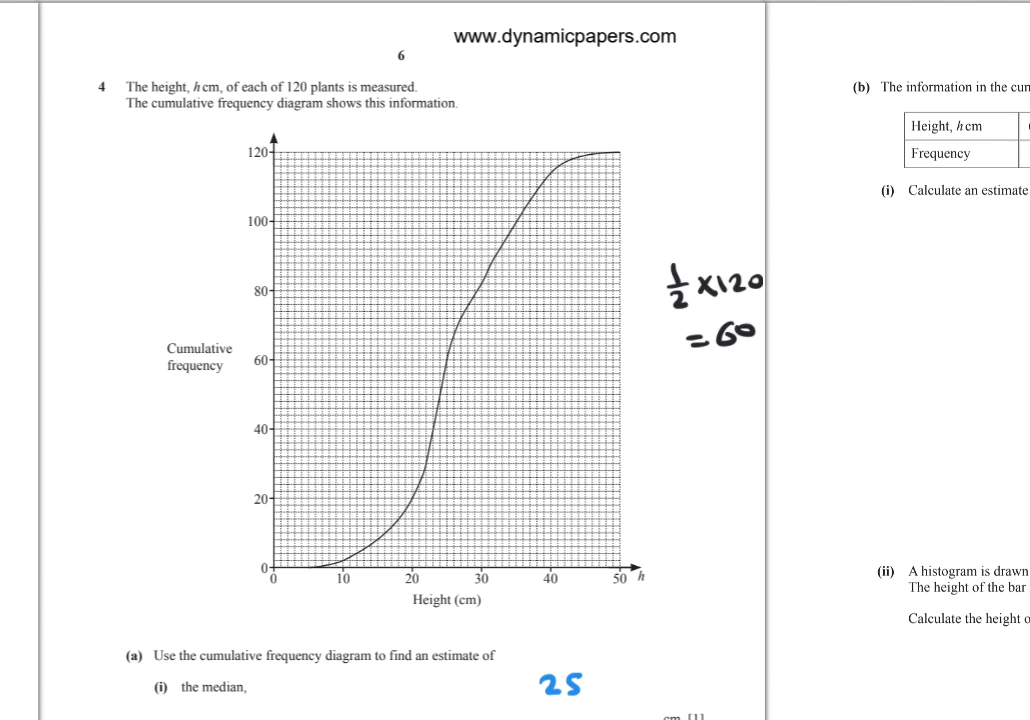 www.dynamicpapers.com
6
4 The height, h cm, of each of 120 plants is measured.
The cumulative frequency diagram shows this information.
120
100
80
60
40
20
0
Cumulative
frequency
0 10 20 30 40 50 h
Height (cm)
1/2 ×120
= 60
(a) Use the cumulative frequency diagram to find an estimate of
(i) the median,
25
cm [1]
(b) The information in the cum
Height, h cm
Frequency
(i) Calculate an estimate
(ii) A histogram is drawn
The height of the bar
Calculate the height o